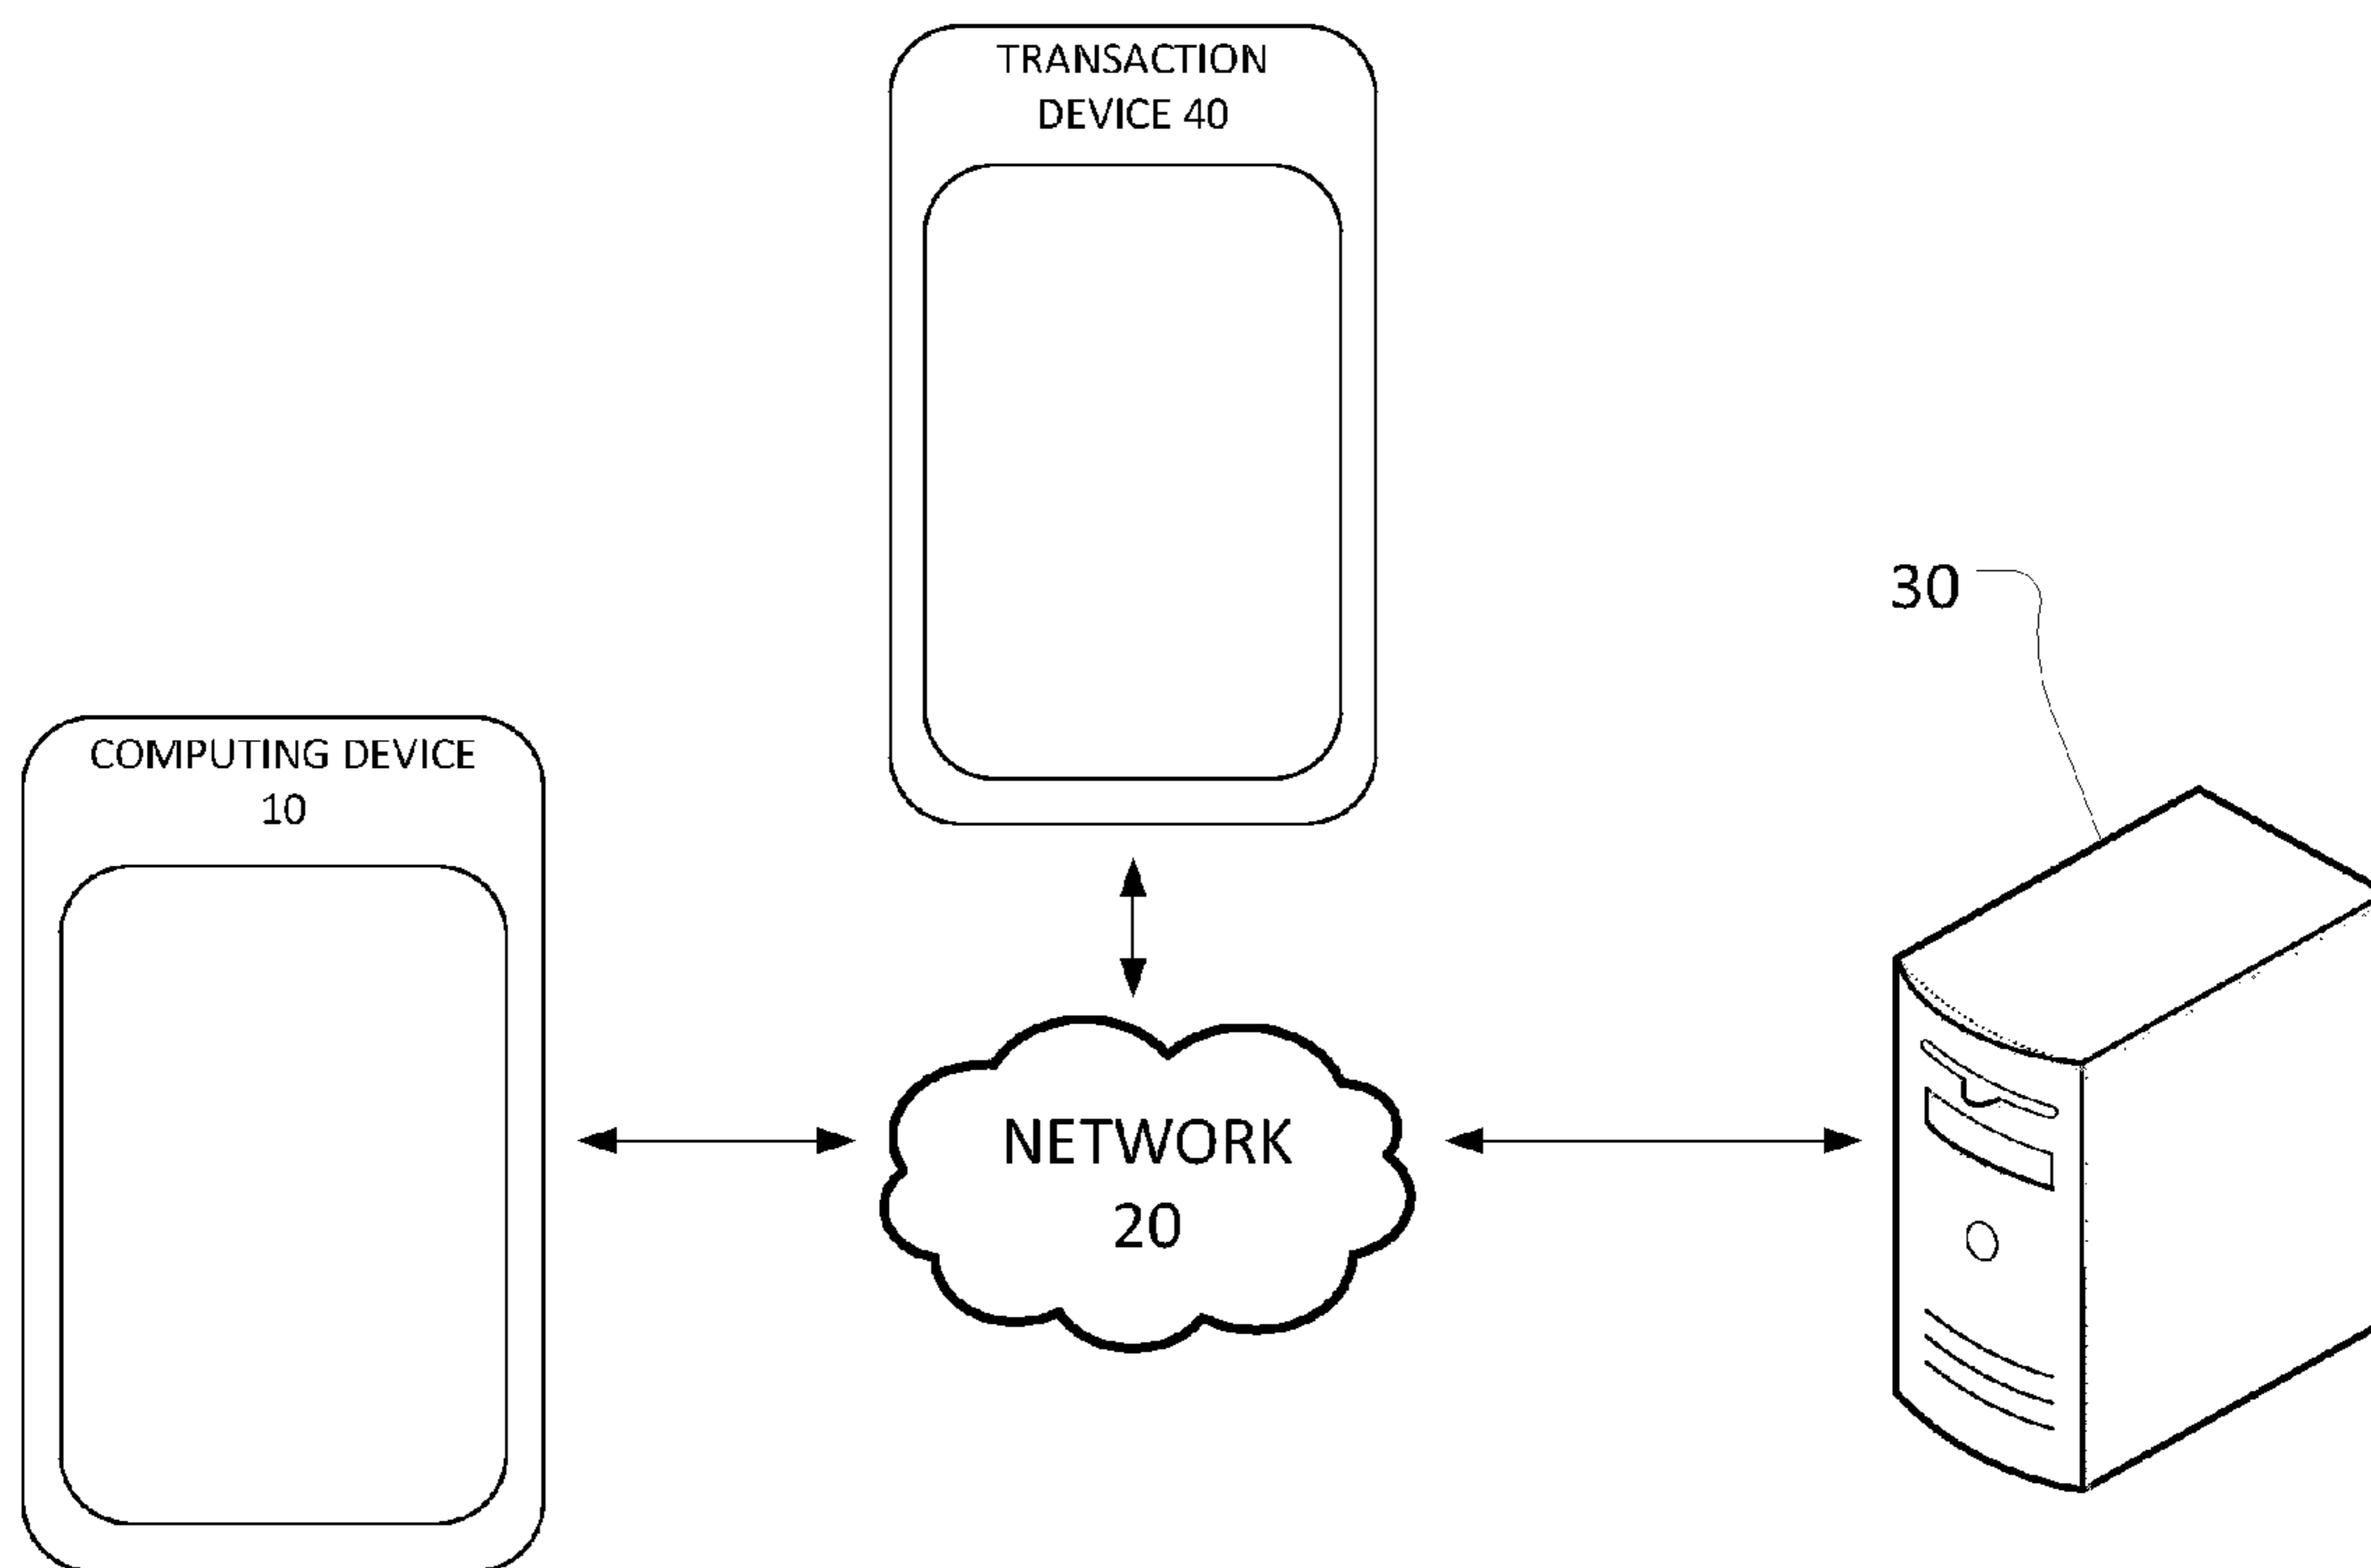 TRANSACTION
DEVICE 40
30
COMPUTING DEVICE
10
NETWORK
20